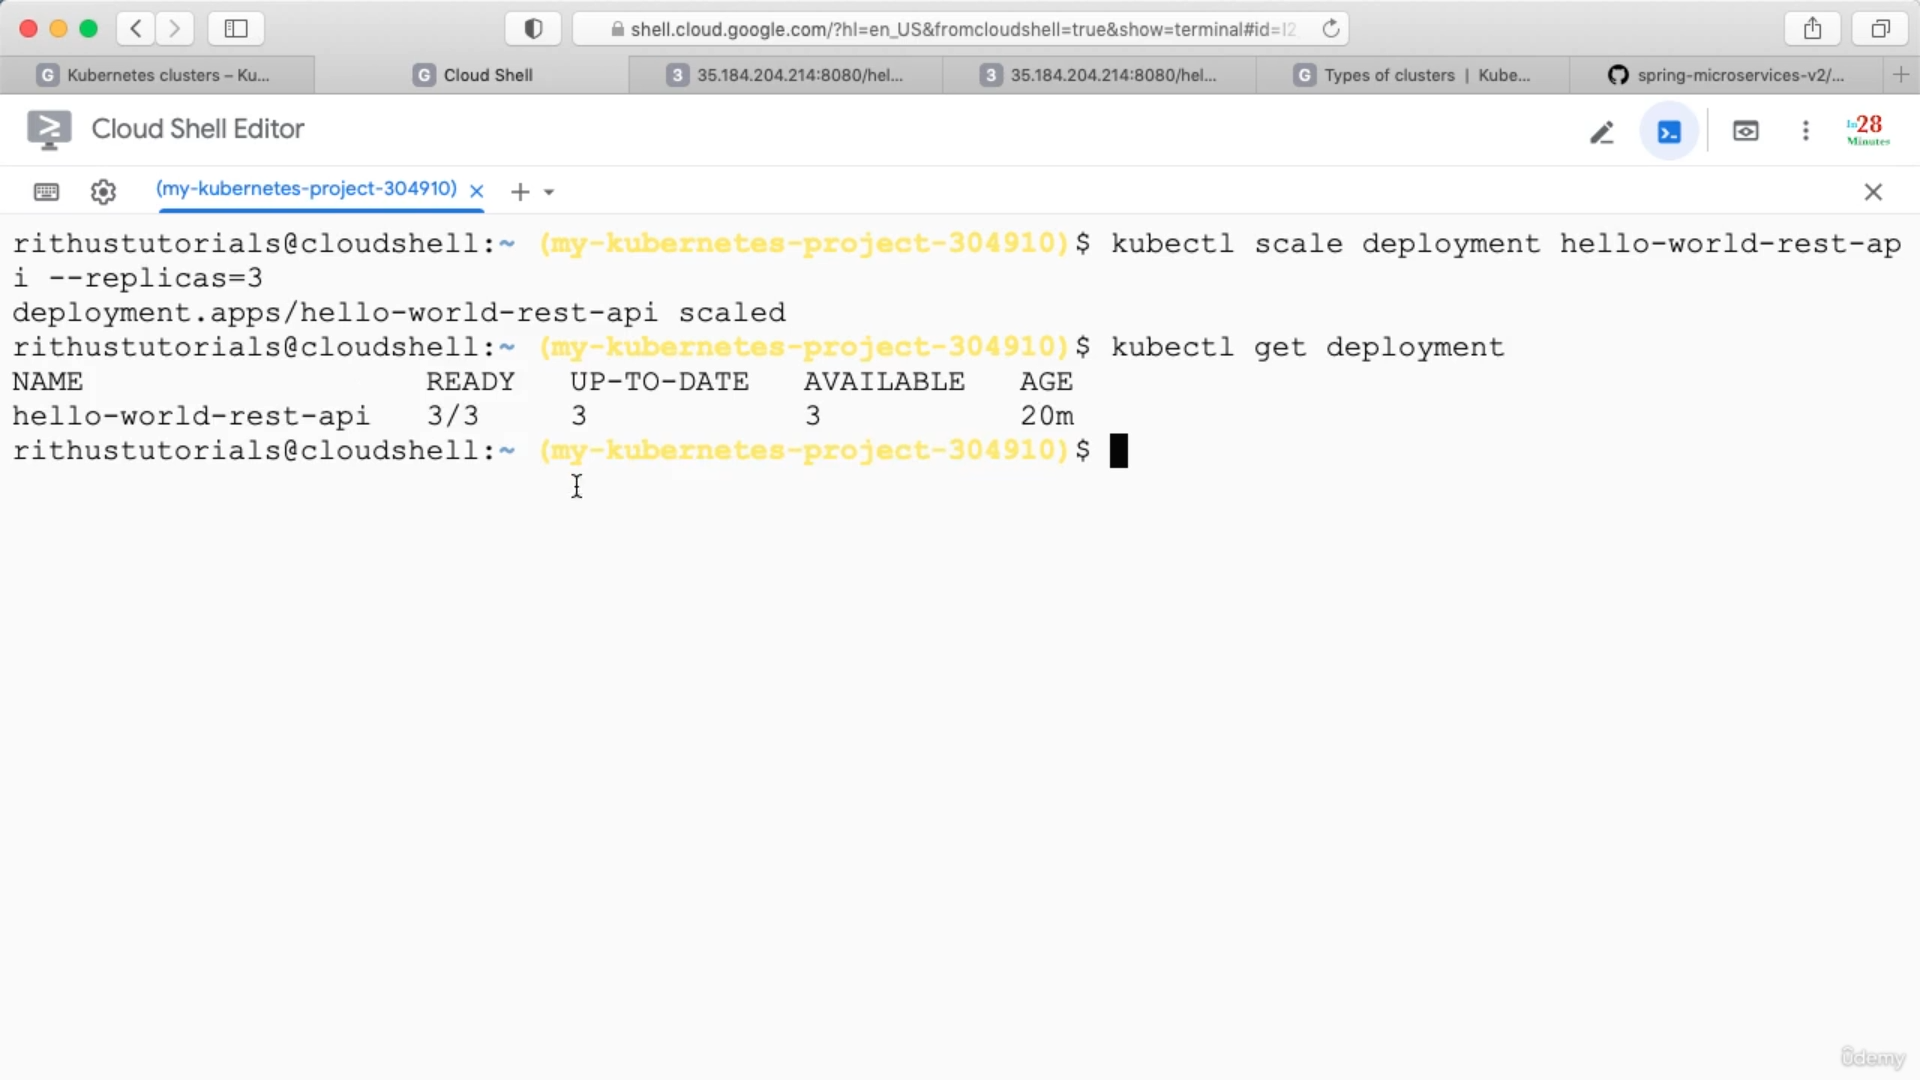 shell.cloud.google.com/?hl=en_US&fromcloudshell=true&show=terminal#id=I2
Kubernetes clusters – Ku...
Cloud Shell
35.184.204.214:8080/hel...
35.184.204.214:8080/hel...
Types of clusters | Kube...
spring-microservices-v2/...
Cloud Shell Editor
In 28
Minutes
(my-kubernetes-project-304910)
rithustutorials@cloudshell:~ (my-kubernetes-project-304910)$ kubectl scale deployment hello-world-rest-ap
i --replicas=3
deployment.apps/hello-world-rest-api scaled
rithustutorials@cloudshell:~ (my-kubernetes-project-304910)$ kubectl get deployment
NAME READY UP-TO-DATE AVAILABLE AGE
hello-world-rest-api 3/3 3 3 20m
rithustutorials@cloudshell:~ (my-kubernetes-project-304910)$
ûdemy